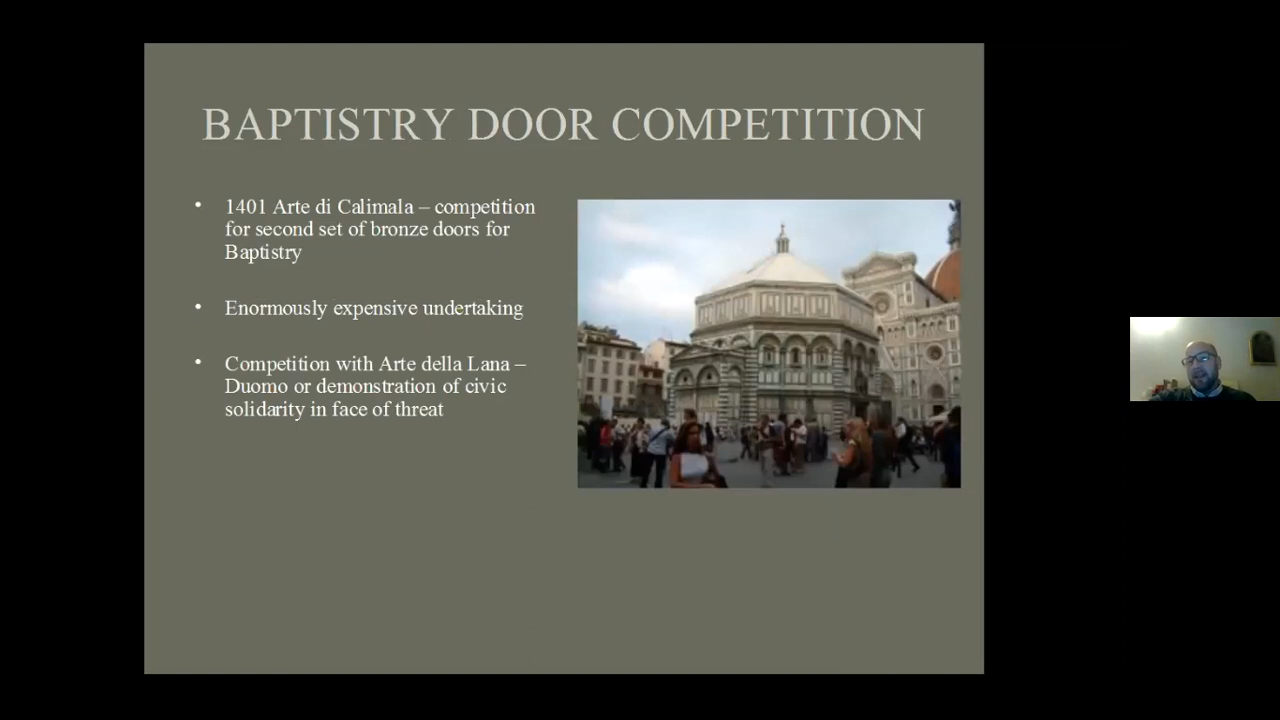 BAPTISTRY DOOR COMPETITION
• 1401 Arte di Calimala – competition
for second set of bronze doors for
Baptistry
• Enormously expensive undertaking
• Competition with Arte della Lana –
Duomo or demonstration of civic
solidarity in face of threat